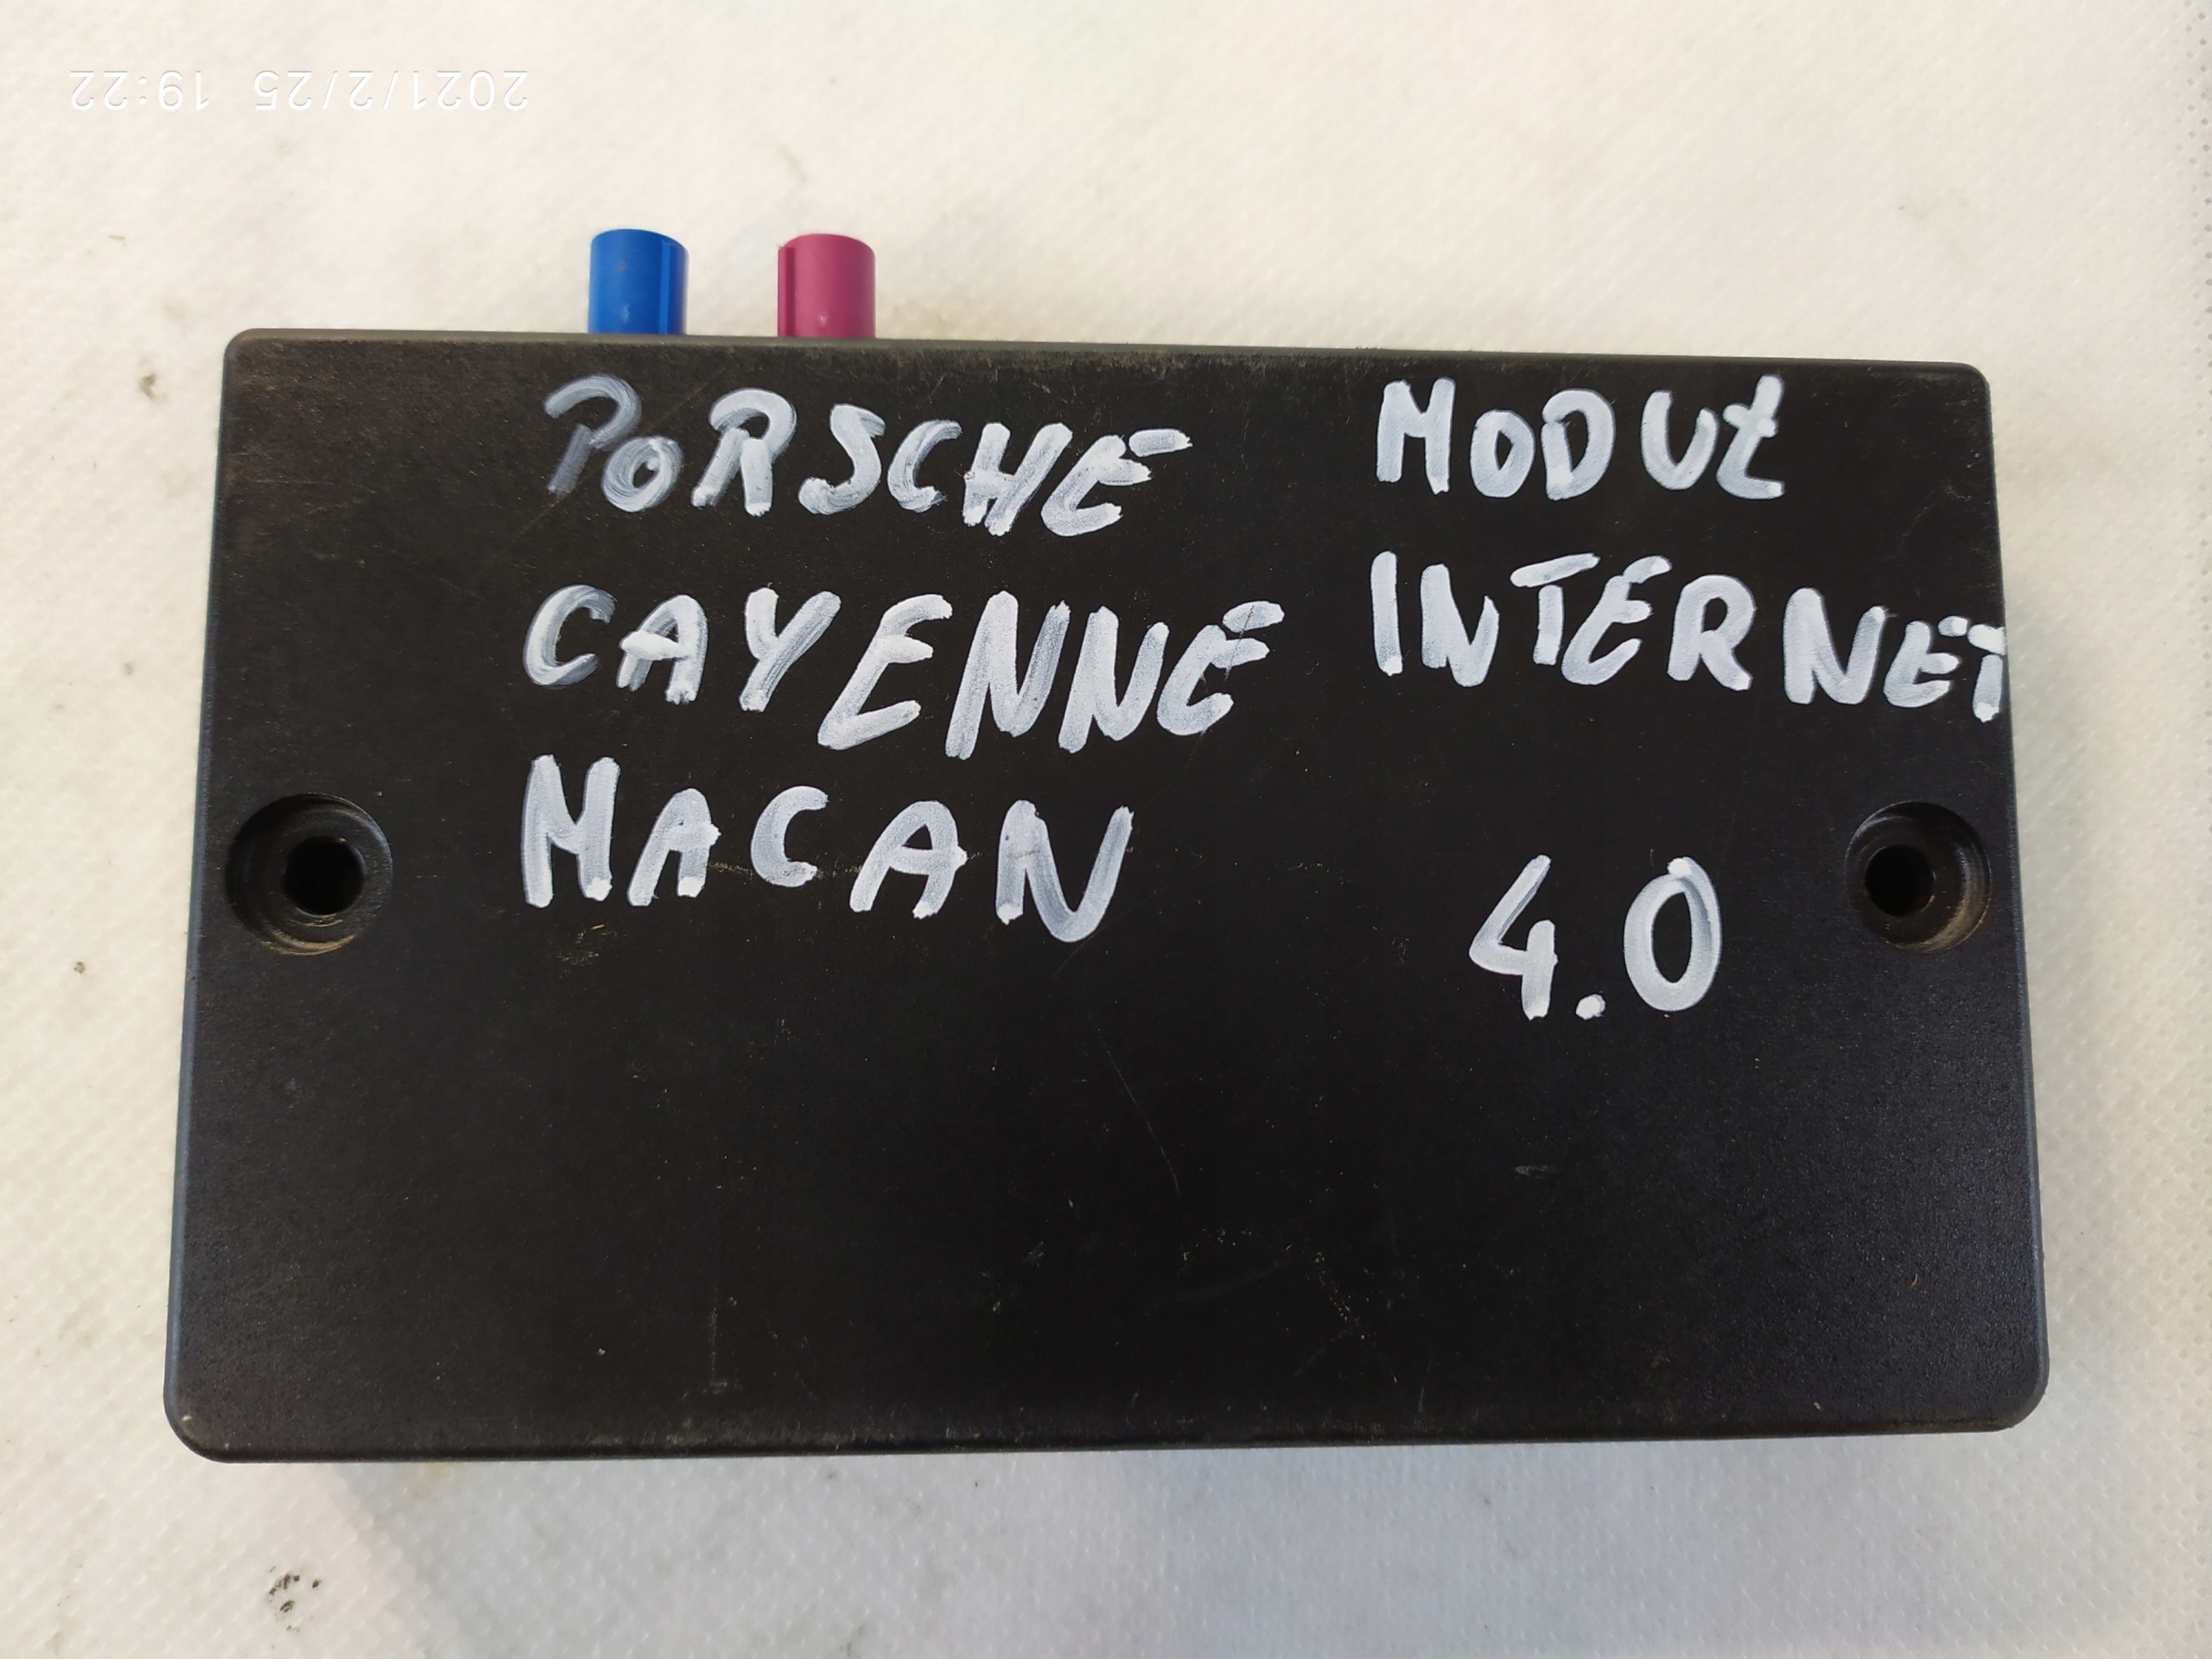 2021/2/25 19:22
PORSCHE
CAYENNE
MACAN
MODUŁ
INTERNET
4.0